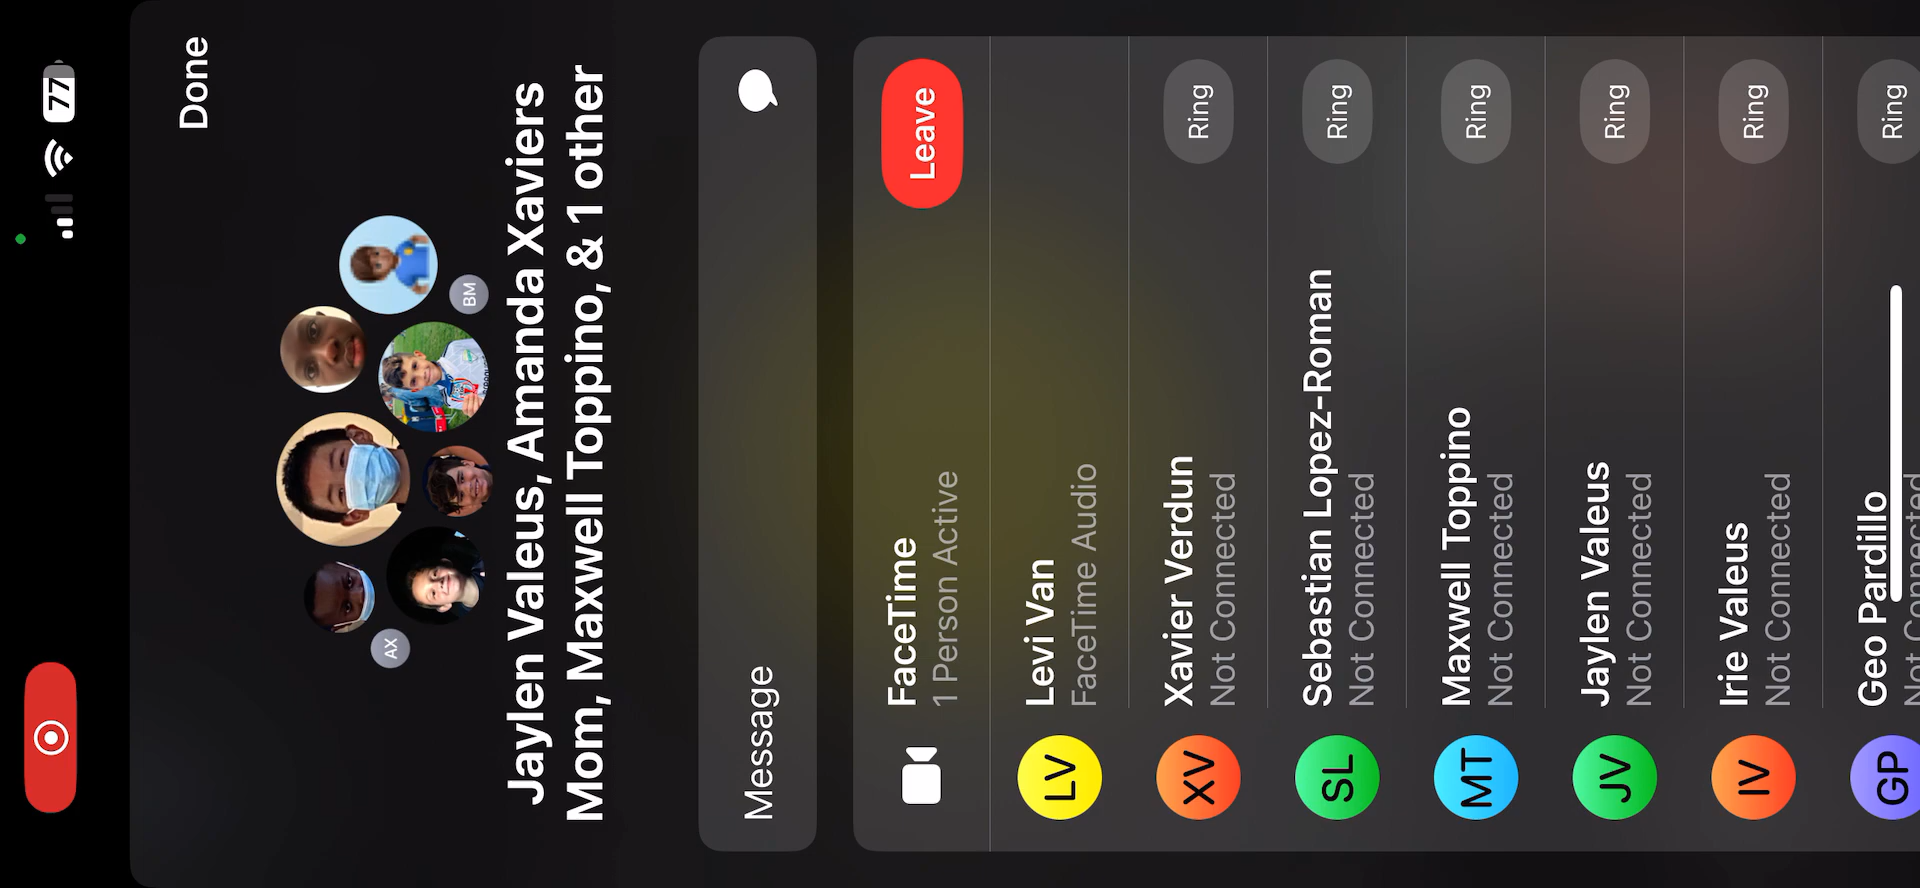 77
Done
BM
AX
Jaylen Valeus, Amanda Xaviers
Mom, Maxwell Toppino, & 1 other
Message
FaceTime
1 Person Active
Leave
LV
Levi Van
FaceTime Audio
XV
Xavier Verdun
Not Connected
Ring
SL
Sebastian Lopez-Roman
Not Connected
Ring
MT
Maxwell Toppino
Not Connected
Ring
JV
Jaylen Valeus
Not Connected
Ring
IV
Irie Valeus
Not Connected
Ring
GP
Geo Pardillo
Not Connected
Ring